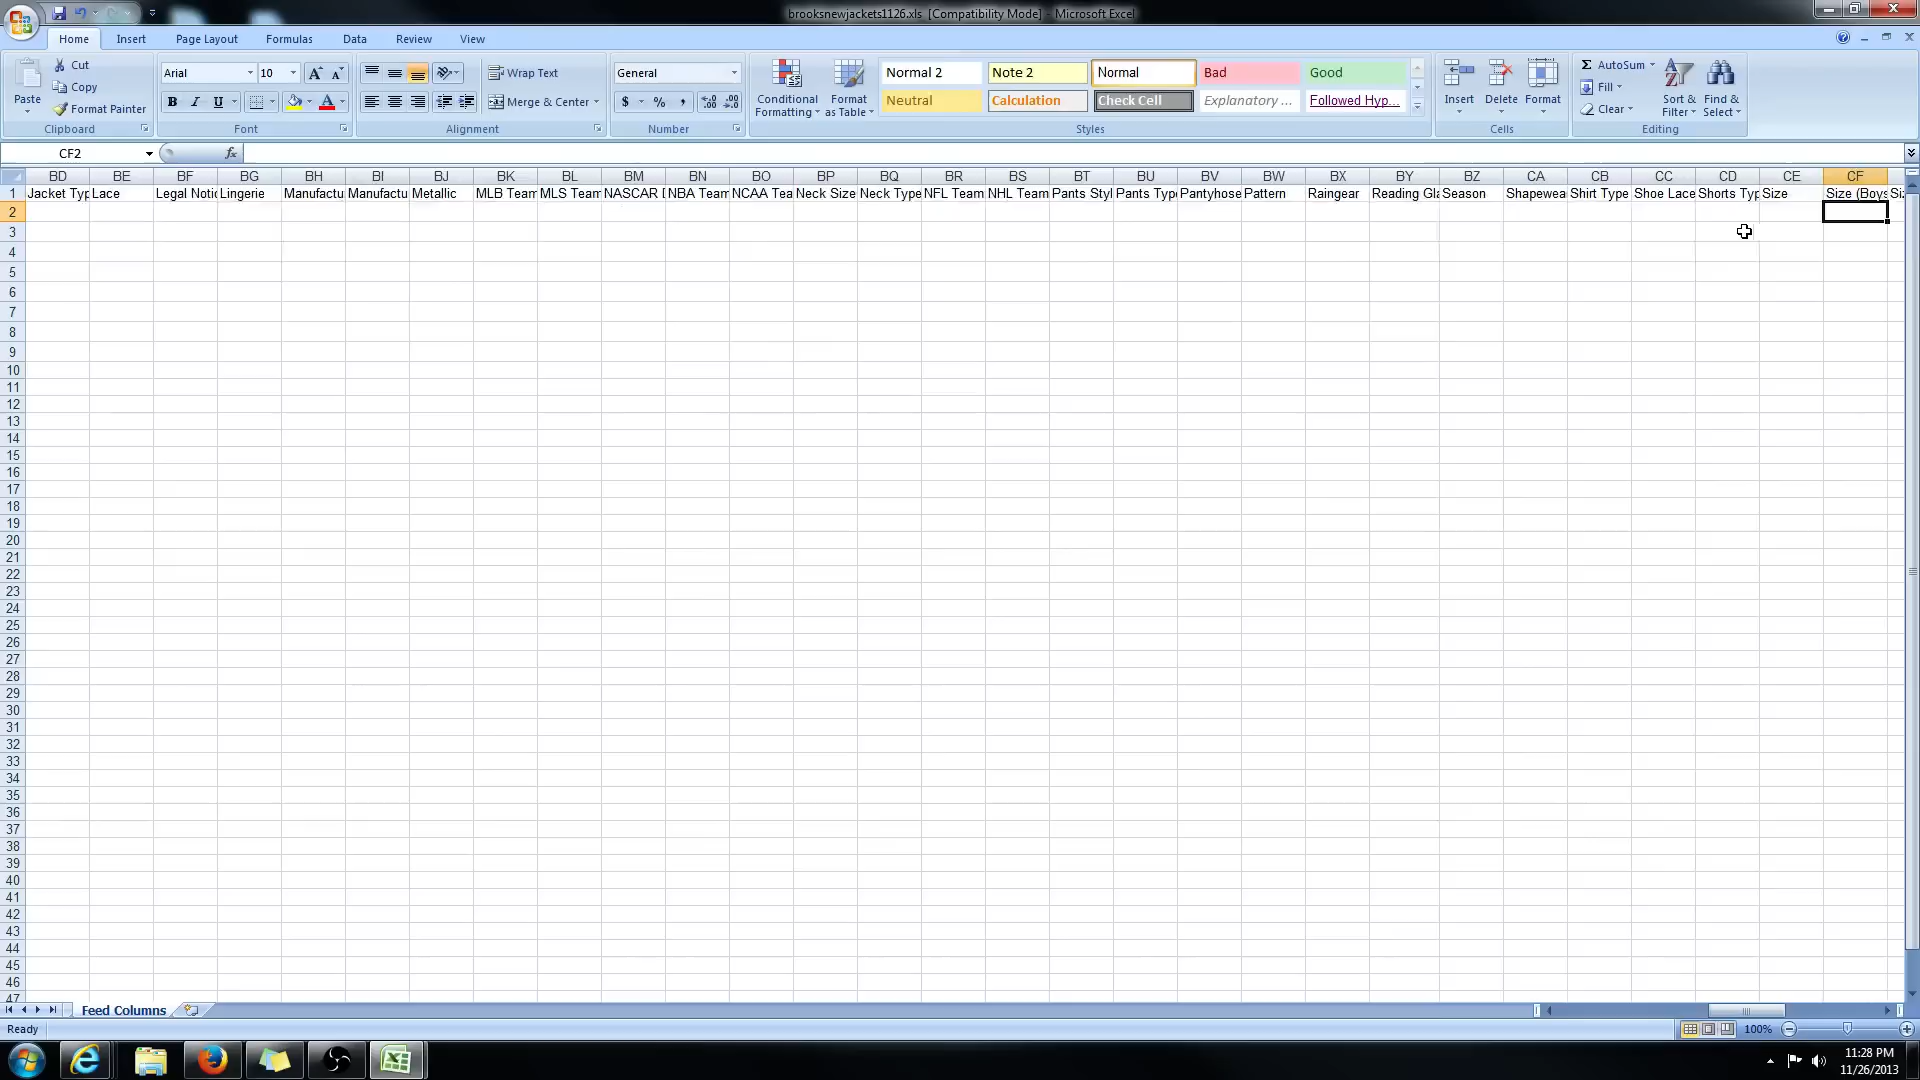 brooksnewjackets1126.xls [Compatibility Mode] - Microsoft Excel
Home Insert Page Layout Formulas Data Review View
Paste Cut Copy Format Painter Clipboard
Arial 10 B I U A A A Font
Wrap Text Merge & Center Alignment
General $ % , Number
Conditional Formatting Format as Table
Normal 2 Note 2 Normal Bad Good
Neutral Calculation Check Cell Explanatory ... Followed Hyp...
Styles
Insert Delete Format Cells
Σ AutoSum Fill Clear Sort & Filter Find & Select Editing
CF2 fx
BD BE BF BG BH BI BJ BK BL BM BN BO BP BQ BR BS BT BU BV BW BX BY BZ CA CB CC CD CE CF
1 Jacket Typ Lace Legal Notic Lingerie Manufactu Manufactu Metallic MLB Team MLS Team NASCAR NBA Team NCAA Tea Neck Size Neck Type NFL Team NHL Team Pants Styl Pants Typ Pantyhose Pattern Raingear Reading Gla Season Shapewea Shirt Type Shoe Lace Shorts Typ Size Size (Boys Siz
2
3
4
5
6
7
8
9
10
11
12
13
14
15
16
17
18
19
20
21
22
23
24
25
26
27
28
29
30
31
32
33
34
35
36
37
38
39
40
41
42
43
44
45
46
47
Feed Columns
Ready 100%
11:28 PM
11/26/2013